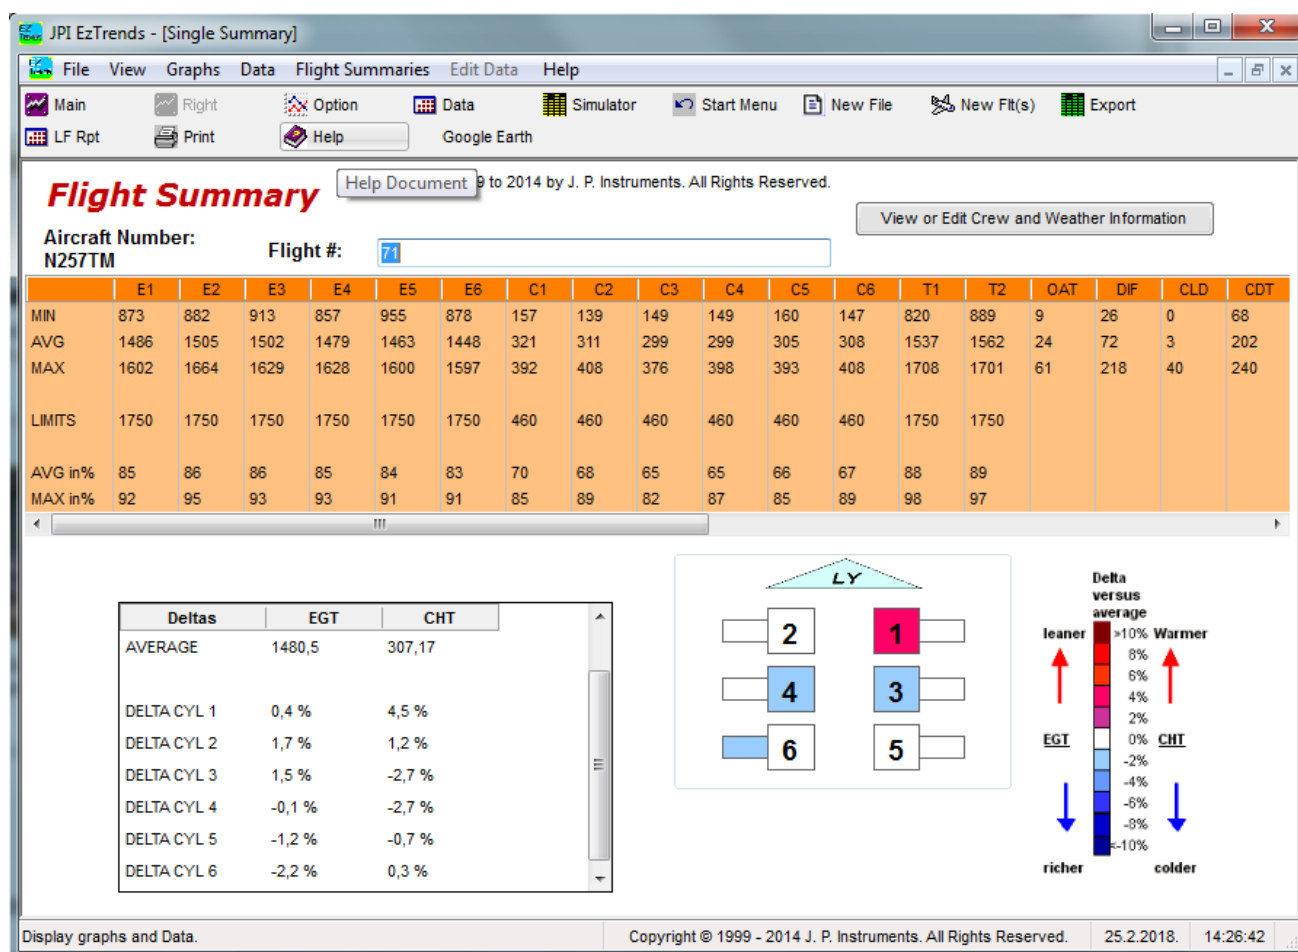 JPI EzTrends - [Single Summary]
File View Graphs Data Flight Summaries Edit Data Help
Main Right Option Data Simulator Start Menu New File New Flt(s) Export
LF Rpt Print Help Google Earth
Help Document
9 to 2014 by J. P. Instruments. All Rights Reserved.
Flight Summary
View or Edit Crew and Weather Information
Aircraft Number:
N257TM
Flight #: 71
E1 E2 E3 E4 E5 E6 C1 C2 C3 C4 C5 C6 T1 T2 OAT DIF CLD CDT
MIN 873 882 913 857 955 878 157 139 149 149 160 147 820 889 9 26 0 68
AVG 1486 1505 1502 1479 1463 1448 321 311 299 299 305 308 1537 1562 24 72 3 202
MAX 1602 1664 1629 1628 1600 1597 392 408 376 398 393 408 1708 1701 61 218 40 240
LIMITS 1750 1750 1750 1750 1750 1750 460 460 460 460 460 460 1750 1750
AVG in% 85 86 86 85 84 83 70 68 65 65 66 67 88 89
MAX in% 92 95 93 93 91 91 85 89 82 87 85 89 98 97
Deltas EGT CHT
AVERAGE 1480,5 307,17
DELTA CYL 1 0,4 % 4,5 %
DELTA CYL 2 1,7 % 1,2 %
DELTA CYL 3 1,5 % -2,7 %
DELTA CYL 4 -0,1 % -2,7 %
DELTA CYL 5 -1,2 % -0,7 %
DELTA CYL 6 -2,2 % 0,3 %
LY
2 1
4 3
6 5
Delta
versus
average
leaner >10% Warmer
8%
6%
4%
2%
EGT 0% CHT
-2%
-4%
-6%
-8%
<-10%
richer colder
Display graphs and Data. Copyright © 1999 - 2014 J. P. Instruments. All Rights Reserved. 25.2.2018. 14:26:42